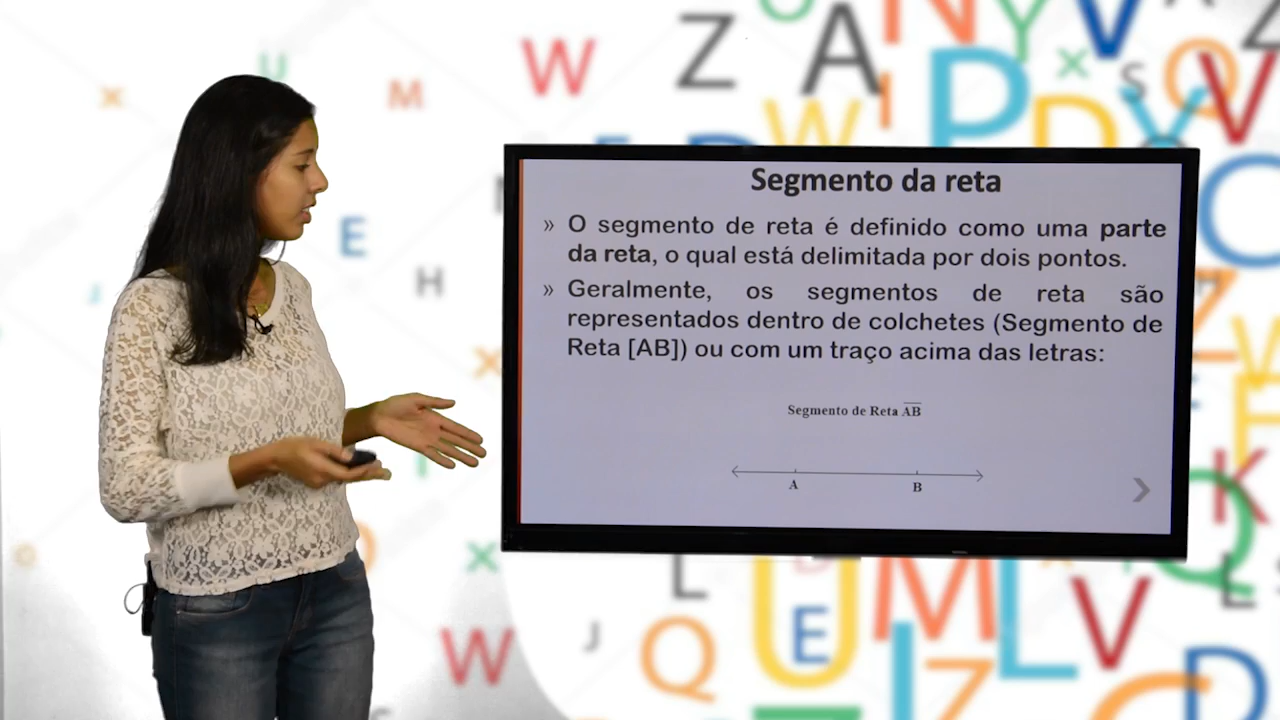 Segmento da reta
» O segmento de reta é definido como uma parte
da reta, o qual está delimitada por dois pontos.
» Geralmente, os segmentos de reta são
representados dentro de colchetes (Segmento de
Reta [AB]) ou com um traço acima das letras:
Segmento de Reta A̅B̅
A B